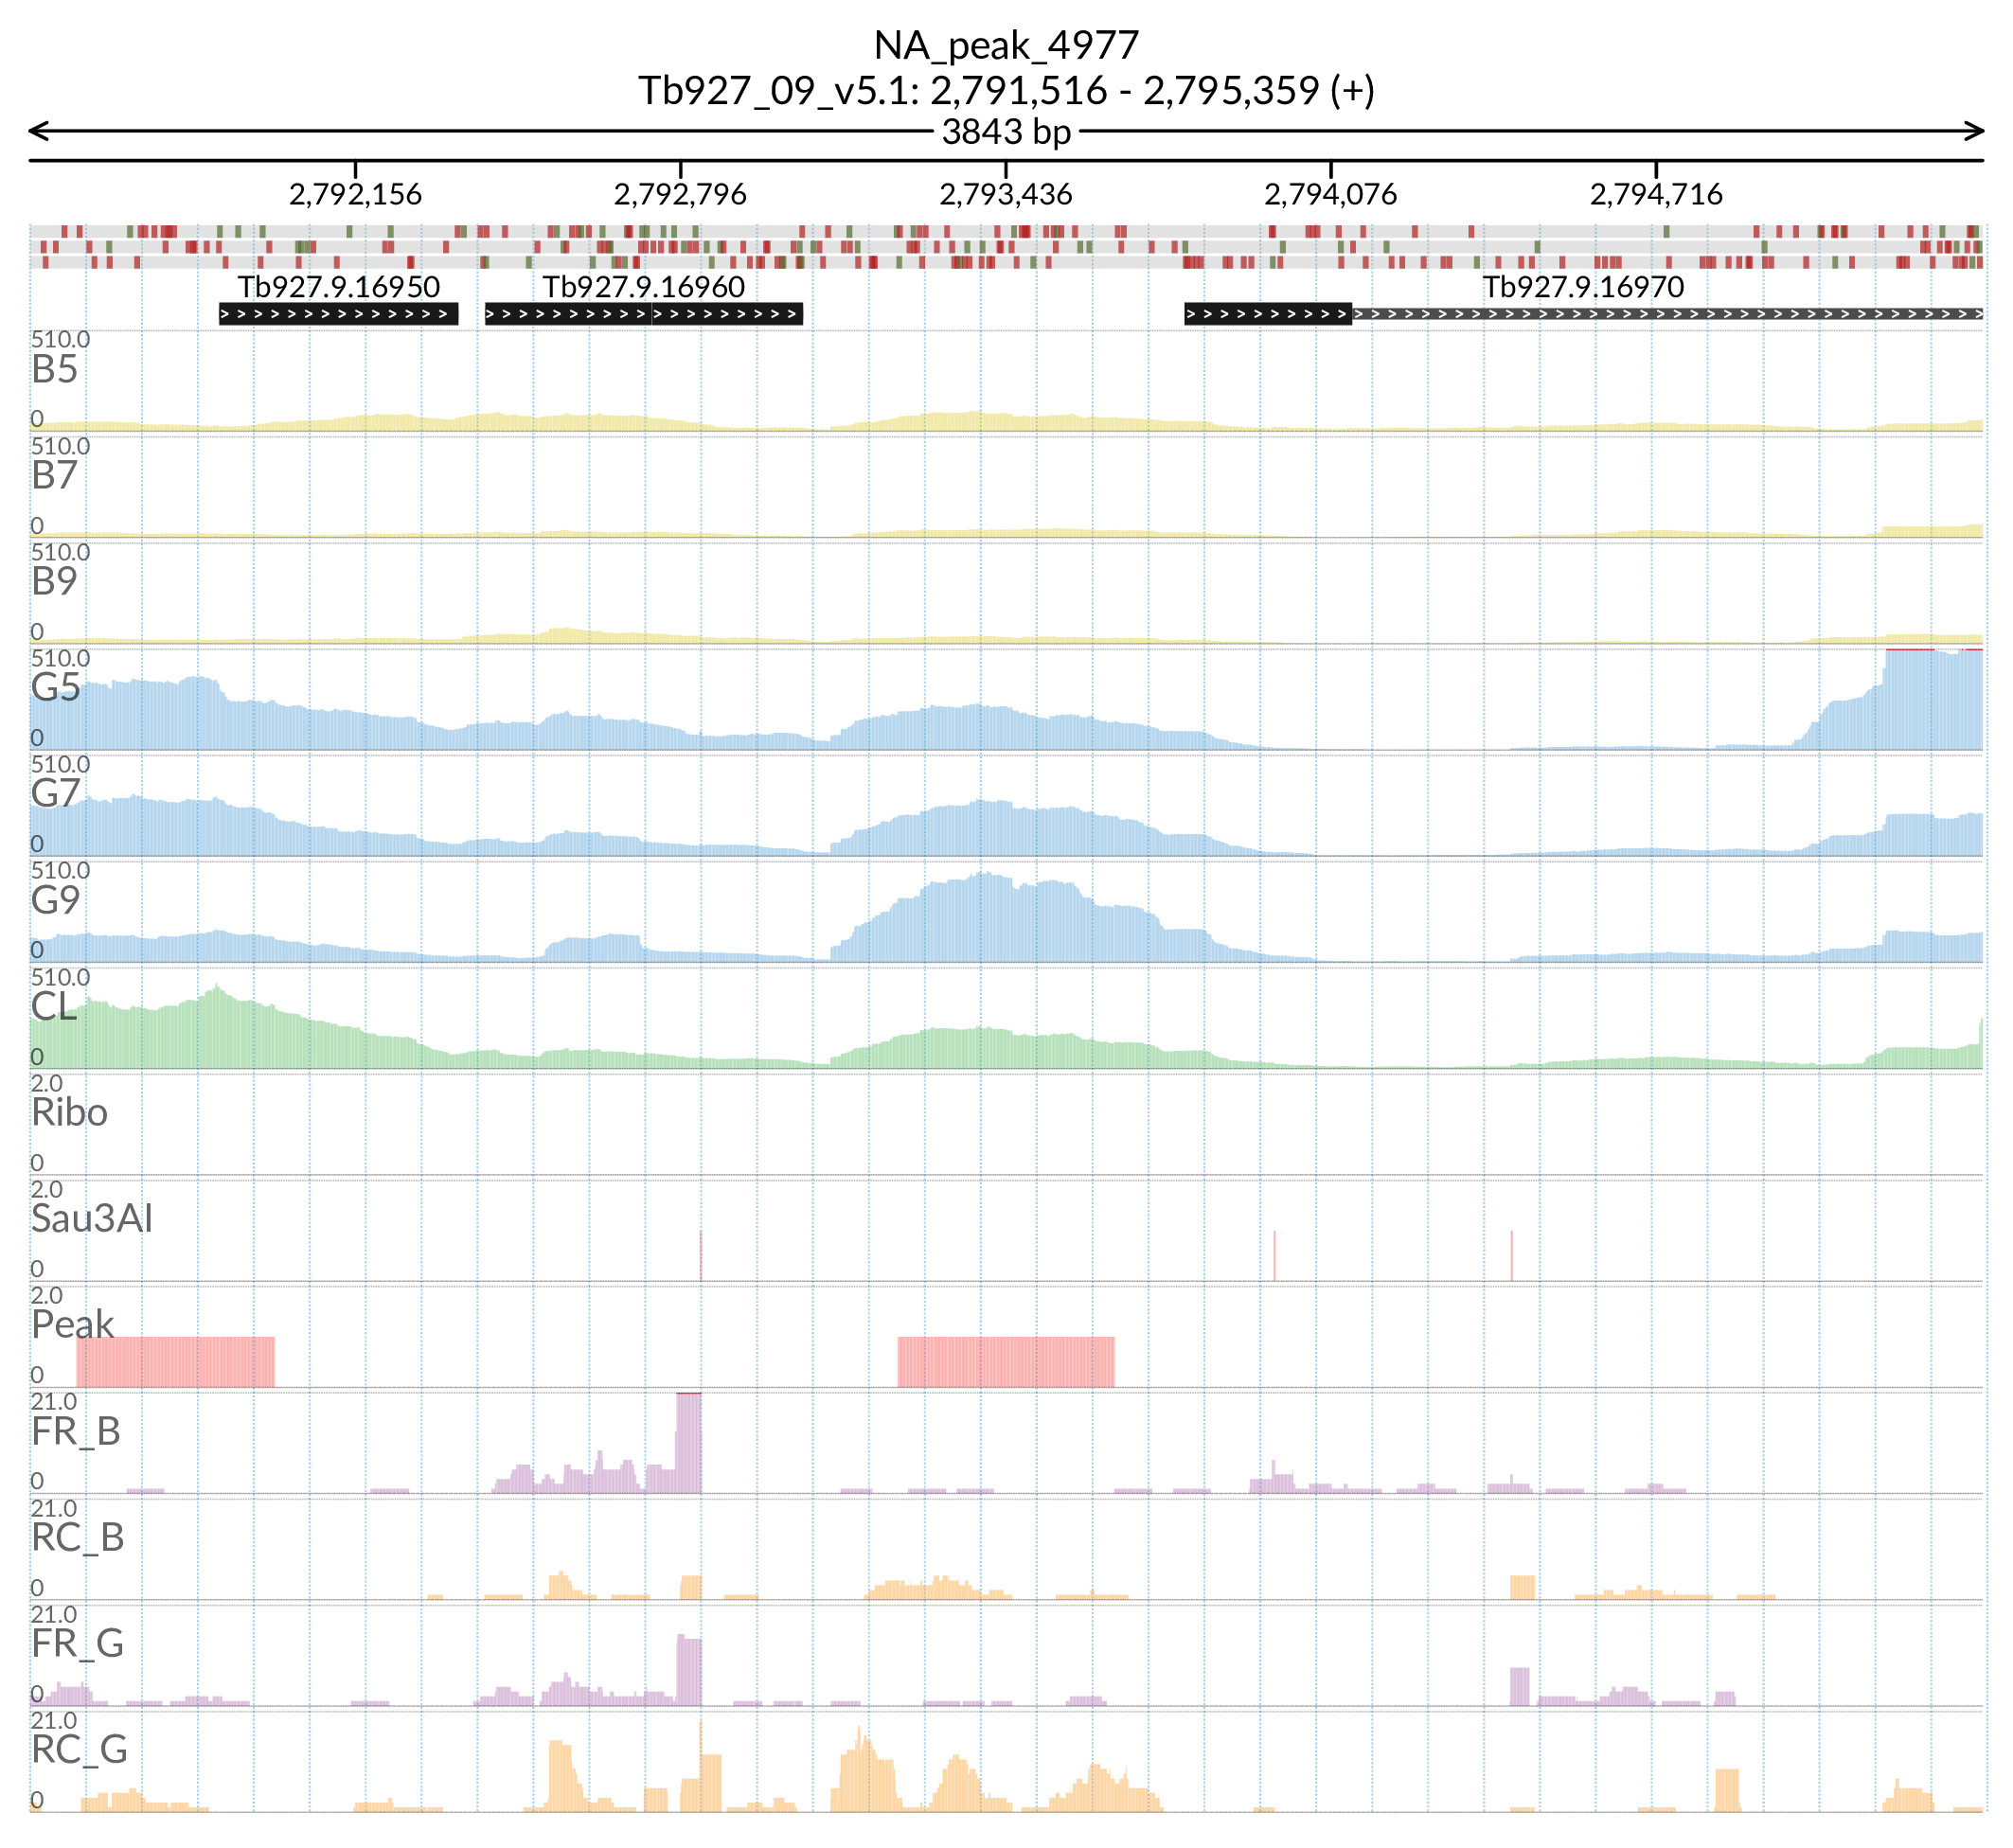 NA_peak_4977
Tb927_09_v5.1: 2,791,516 - 2,795,359 (+)
3843 bp
2,792,156 2,792,796 2,793,436 2,794,076 2,794,716
Tb927.9.16950 Tb927.9.16960 Tb927.9.16970
510.0
B5
0
510.0
B7
0
510.0
B9
0
510.0
G5
0
510.0
G7
0
510.0
G9
0
510.0
CL
0
2.0
Ribo
0
2.0
Sau3AI
0
2.0
Peak
0
21.0
FR_B
0
21.0
RC_B
0
21.0
FR_G
0
21.0
RC_G
0